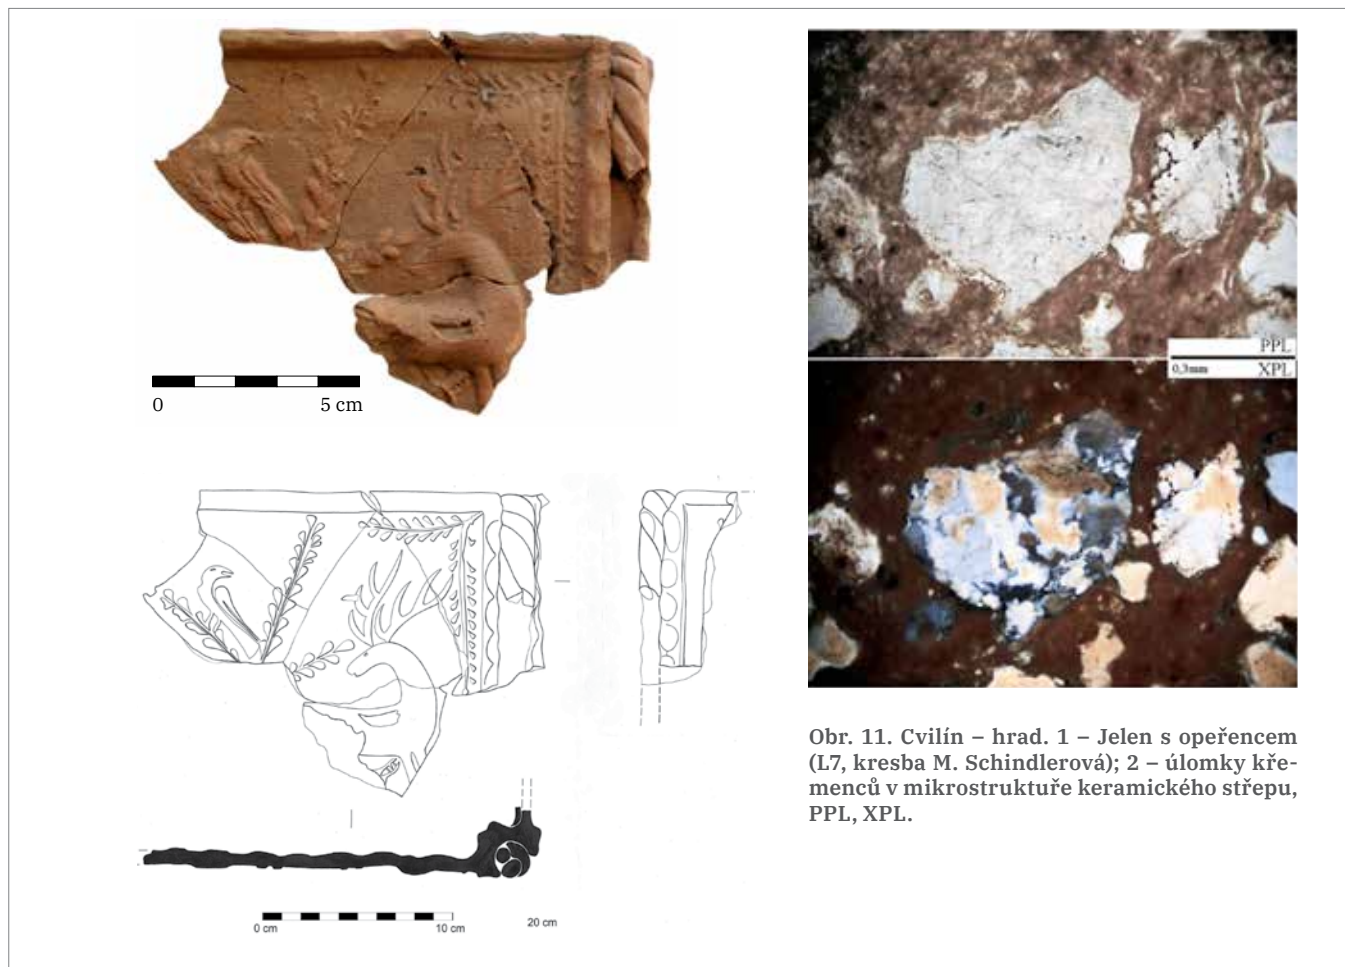 0 5 cm
PPL
0,3mm XPL
0 cm 10 cm 20 cm
Obr. 11. Cvilín – hrad. 1 – Jelen s opeřencem
(L7, kresba M. Schindlerová); 2 – úlomky kře-
menců v mikrostruktuře keramického střepu,
PPL, XPL.